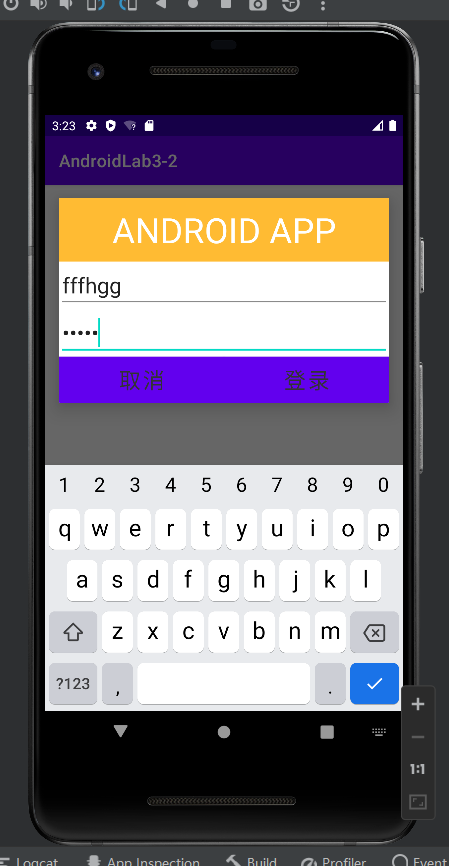 3:23
AndroidLab3-2
ANDROID APP
fffhgg
•••••
取消 登录
1 2 3 4 5 6 7 8 9 0
q w e r t y u i o p
a s d f g h j k l
z x c v b n m
?123 , .
1:1
Logcat App Inspection Build Profiler Event